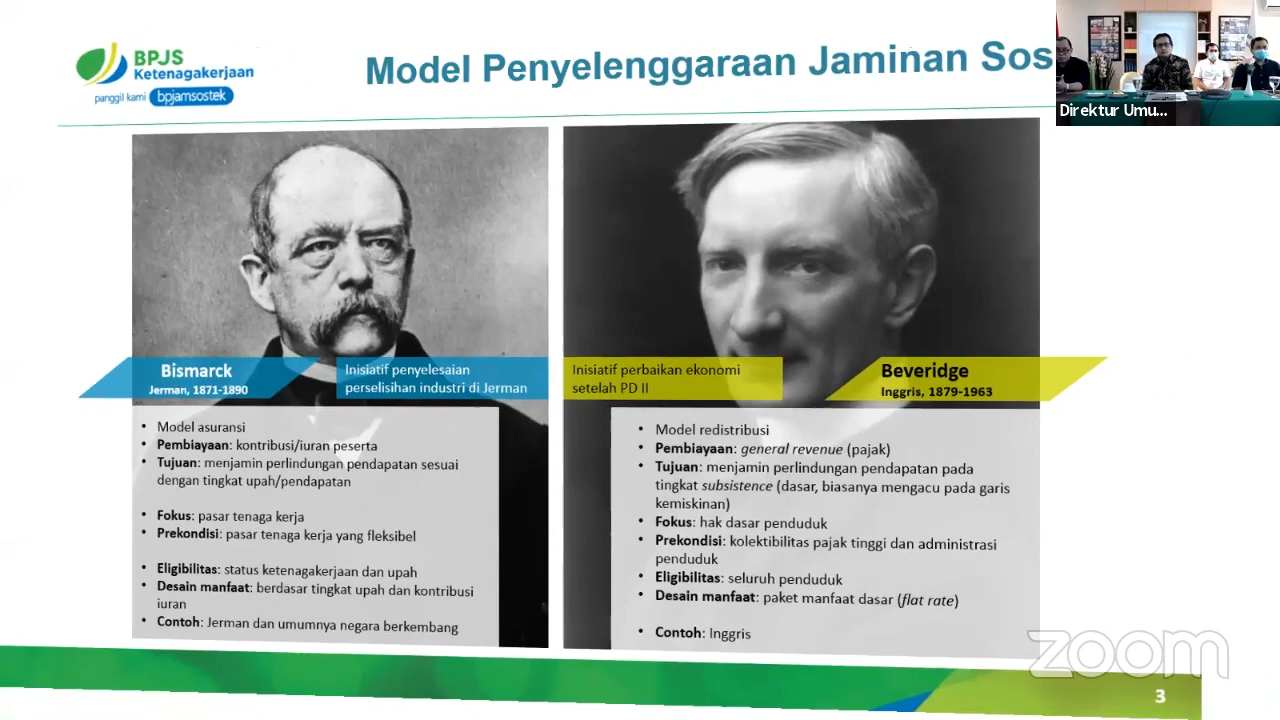 BPJS
Ketenagakerjaan
panggil kami bpjamsostek
Model Penyelenggaraan Jaminan Sos
Direktur Umu...
Bismarck
Jerman, 1871-1890
Inisiatif penyelesaian
perselisihan industri di Jerman
• Model asuransi
• Pembiayaan: kontribusi/iuran peserta
• Tujuan: menjamin perlindungan pendapatan sesuai
dengan tingkat upah/pendapatan
• Fokus: pasar tenaga kerja
• Prekondisi: pasar tenaga kerja yang fleksibel
• Eligibilitas: status ketenagakerjaan dan upah
• Desain manfaat: berdasar tingkat upah dan kontribusi
iuran
• Contoh: Jerman dan umumnya negara berkembang
Inisiatif perbaikan ekonomi
setelah PD II
Beveridge
Inggris, 1879-1963
• Model redistribusi
• Pembiayaan: general revenue (pajak)
• Tujuan: menjamin perlindungan pendapatan pada
tingkat subsistence (dasar, biasanya mengacu pada garis
kemiskinan)
• Fokus: hak dasar penduduk
• Prekondisi: kolektibilitas pajak tinggi dan administrasi
penduduk
• Eligibilitas: seluruh penduduk
• Desain manfaat: paket manfaat dasar (flat rate)
• Contoh: Inggris
zoom
3